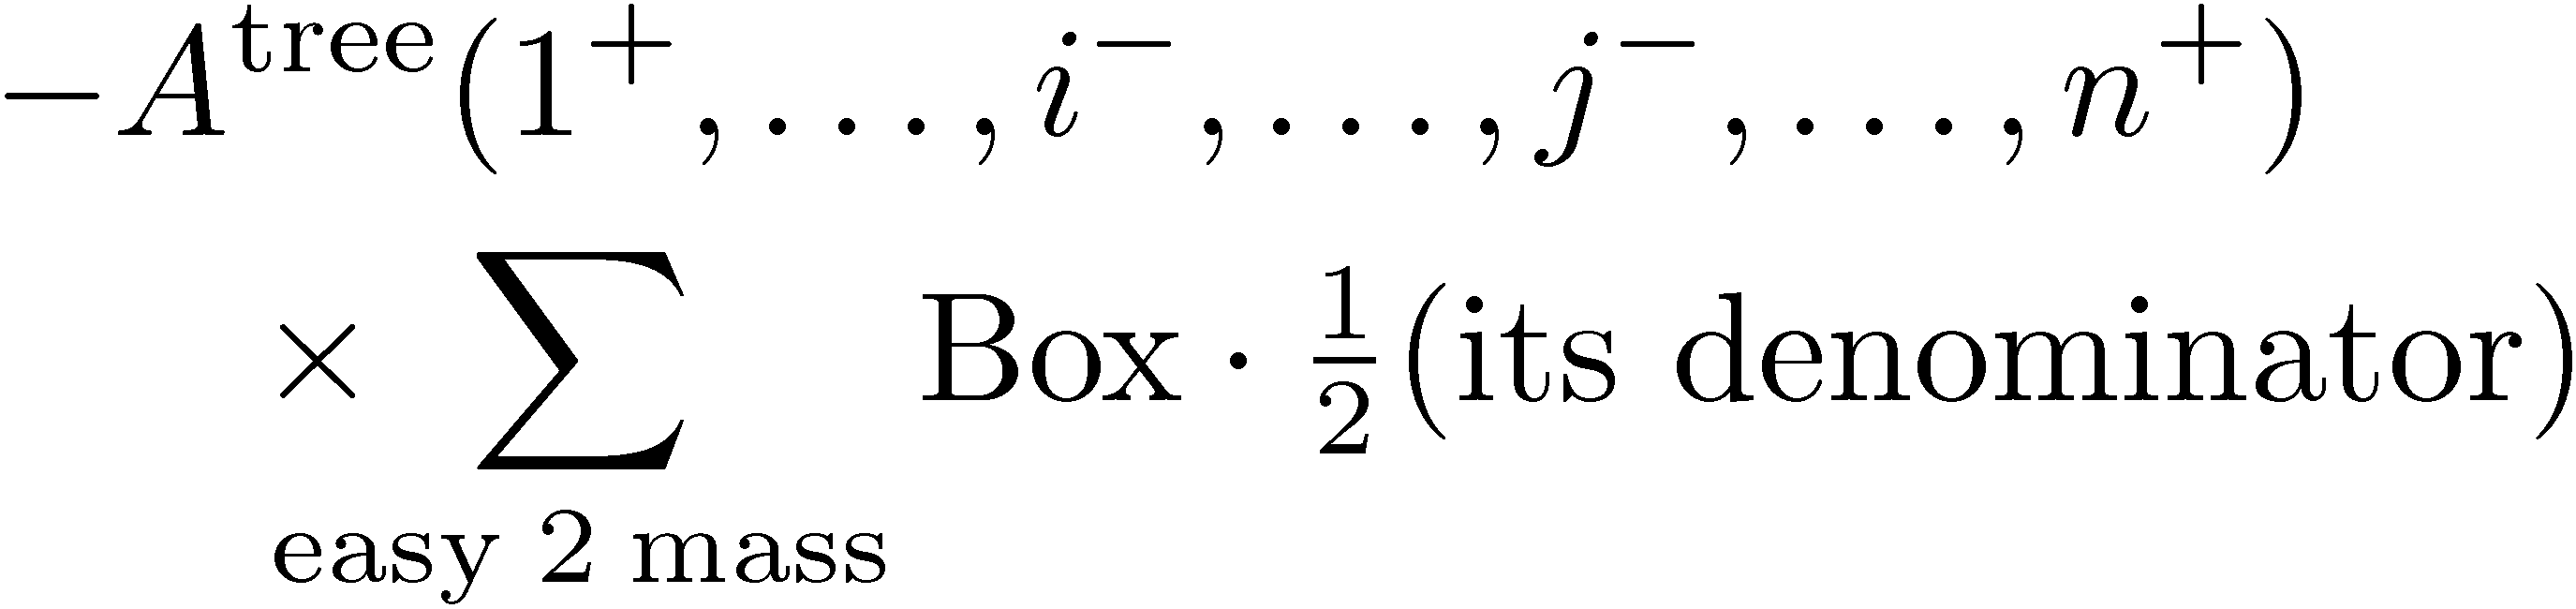 −A^tree(1^+, . . . , i^−, . . . , j^−, . . . , n^+)
× ∑ Box · 1/2 (its denominator)
easy 2 mass